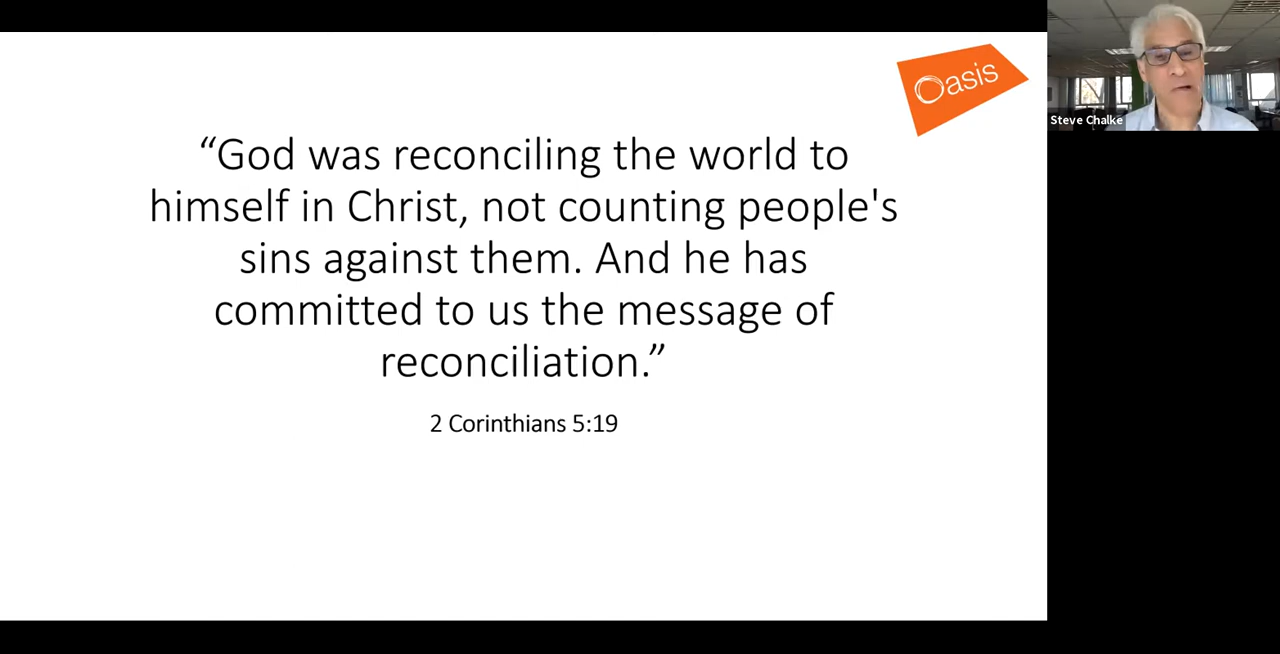 Oasis
Steve Chalke
“God was reconciling the world to
himself in Christ, not counting people's
sins against them. And he has
committed to us the message of
reconciliation.”
2 Corinthians 5:19